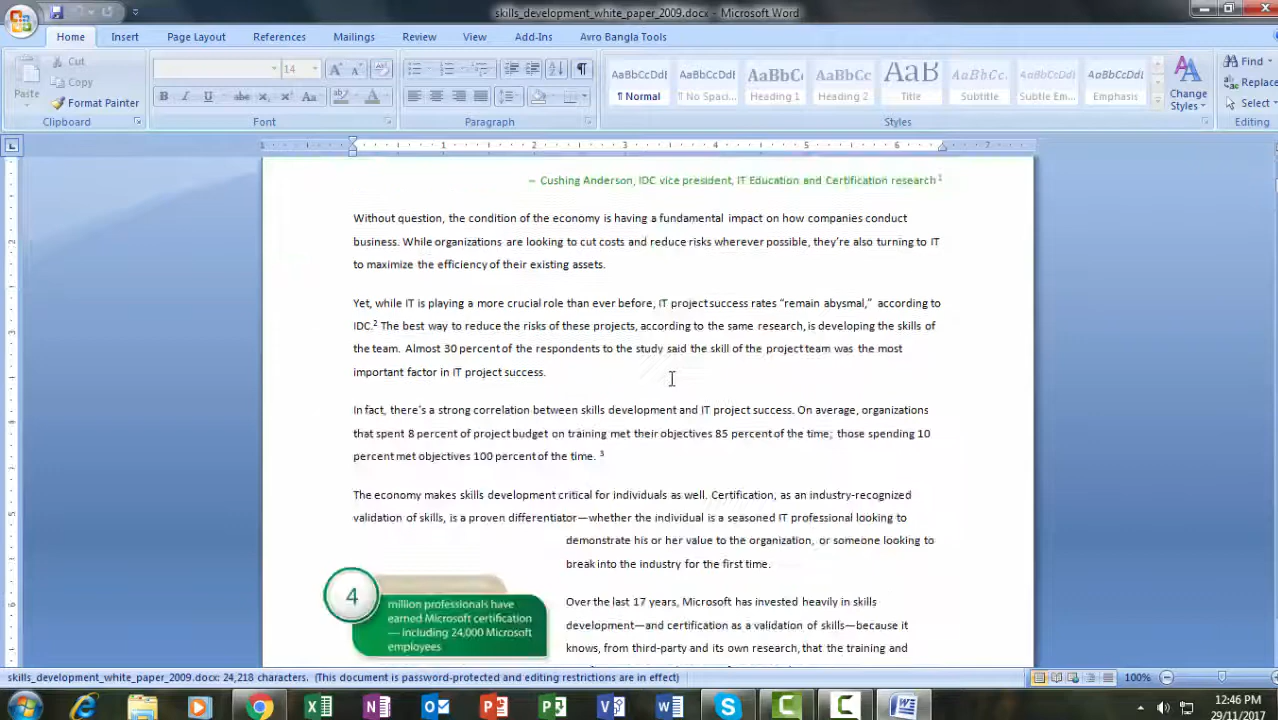 skills_development_white_paper_2009.docx - Microsoft Word
Home Insert Page Layout References Mailings Review View Add-Ins Avro Bangla Tools
Paste
Cut
Copy
Format Painter
Clipboard
14
Font
Paragraph
AaBbCcDdI AaBbCcDdI AaBbC AaBbCc AaB AaBbCc. AaBbCcDdI AaBbCcDdI
¶ Normal ¶ No Spaci... Heading 1 Heading 2 Title Subtitle Subtle Em... Emphasis
Change Styles
Styles
Find
Replace
Select
Editing
– Cushing Anderson, IDC vice president, IT Education and Certification research 1
Without question, the condition of the economy is having a fundamental impact on how companies conduct
business. While organizations are looking to cut costs and reduce risks wherever possible, they're also turning to IT
to maximize the efficiency of their existing assets.
Yet, while IT is playing a more crucial role than ever before, IT project success rates “remain abysmal,” according to
IDC.2 The best way to reduce the risks of these projects, according to the same research, is developing the skills of
the team. Almost 30 percent of the respondents to the study said the skill of the project team was the most
important factor in IT project success.
In fact, there's a strong correlation between skills development and IT project success. On average, organizations
that spent 8 percent of project budget on training met their objectives 85 percent of the time; those spending 10
percent met objectives 100 percent of the time. 3
The economy makes skills development critical for individuals as well. Certification, as an industry-recognized
validation of skills, is a proven differentiator—whether the individual is a seasoned IT professional looking to
demonstrate his or her value to the organization, or someone looking to
break into the industry for the first time.
4
million professionals have
earned Microsoft certification
— including 24,000 Microsoft
employees
Over the last 17 years, Microsoft has invested heavily in skills
development—and certification as a validation of skills—because it
knows, from third-party and its own research, that the training and
skills_development_white_paper_2009.docx: 24,218 characters. (This document is password-protected and editing restrictions are in effect)
100%
12:46 PM
29/11/2017